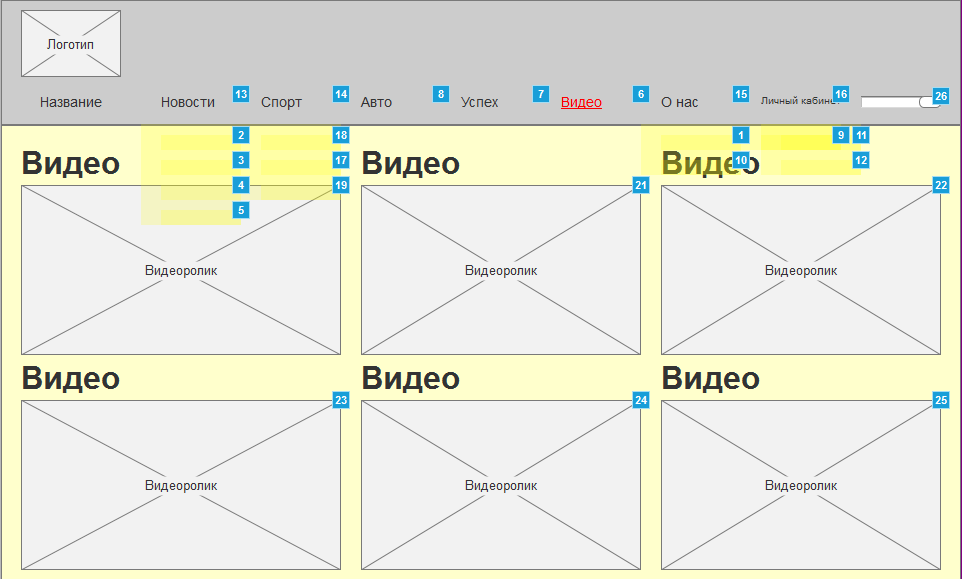 Логотип
Название Новости 13 Спорт 14 Авто 8 Успех 7 Видео 6 О нас 15 Личный кабинет 16 26
2 18 1 9 11
Видео Видео Видео
3 17 10 12
4 19 21 22
5
Видеоролик Видеоролик Видеоролик
Видео Видео Видео
23 24 25
Видеоролик Видеоролик Видеоролик